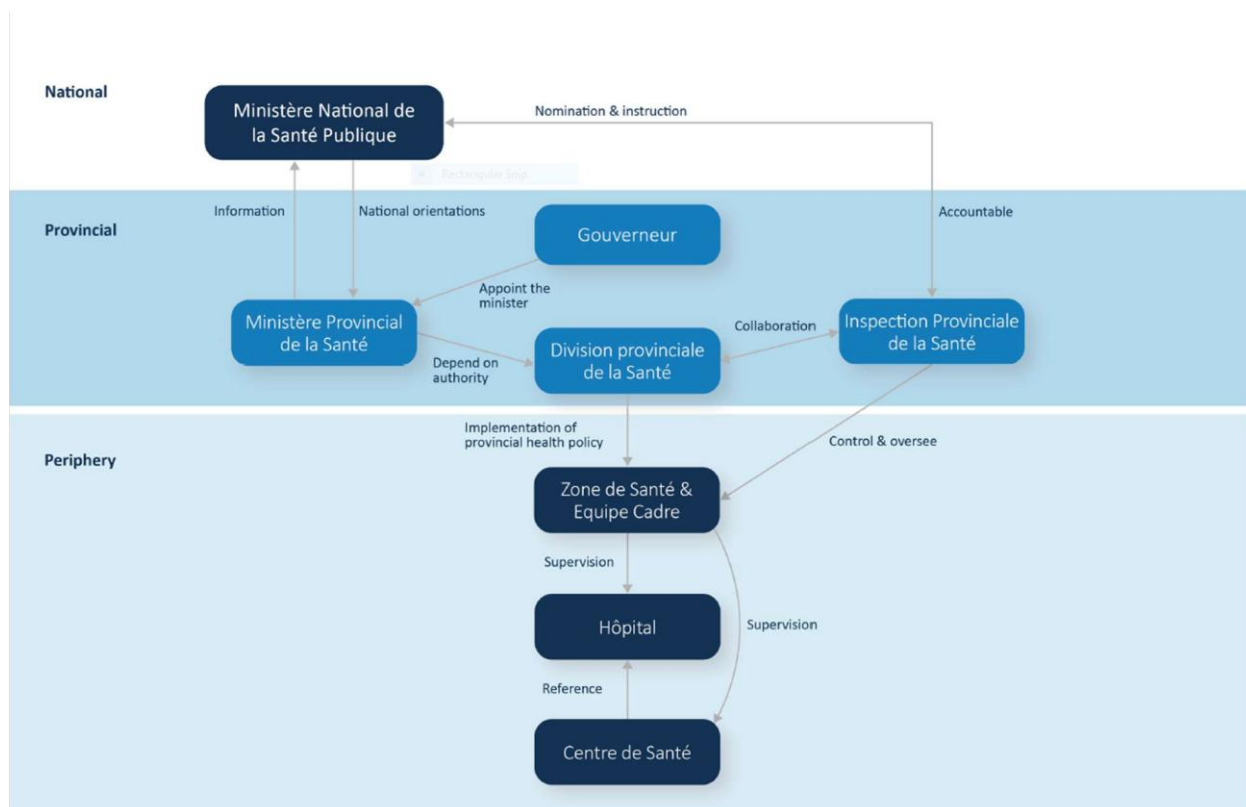 National
Ministère National de
la Santé Publique
Nomination & instruction
Rectangular Snip
Information
National orientations
Accountable
Provincial
Gouverneur
Appoint the
minister
Ministère Provincial
de la Santé
Depend on
authority
Division provinciale
de la Santé
Collaboration
Inspection Provinciale
de la Santé
Implementation of
provincial health policy
Control & oversee
Periphery
Zone de Santé &
Equipe Cadre
Supervision
Hôpital
Supervision
Reference
Centre de Santé